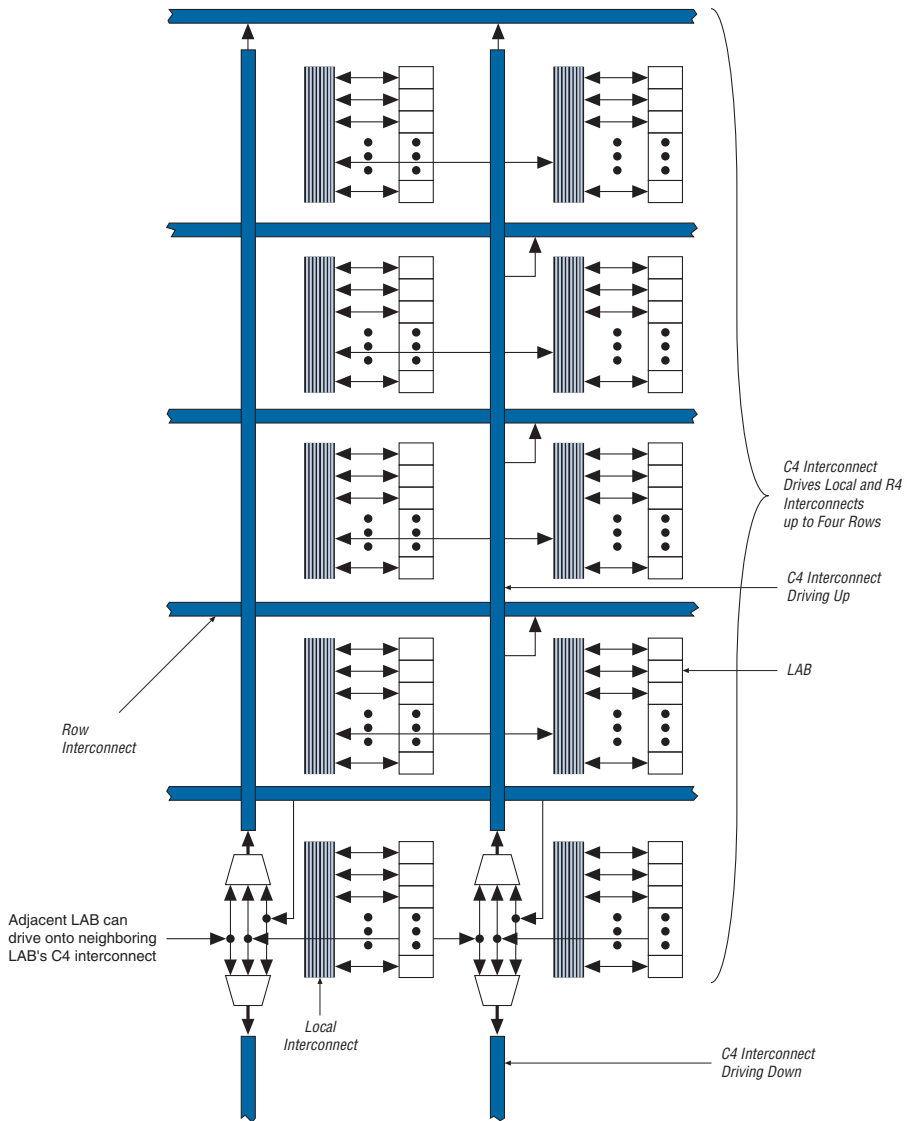 C4 Interconnect
Drives Local and R4
Interconnects
up to Four Rows
C4 Interconnect
Driving Up
LAB
Row
Interconnect
Adjacent LAB can
drive onto neighboring
LAB's C4 interconnect
Local
Interconnect
C4 Interconnect
Driving Down